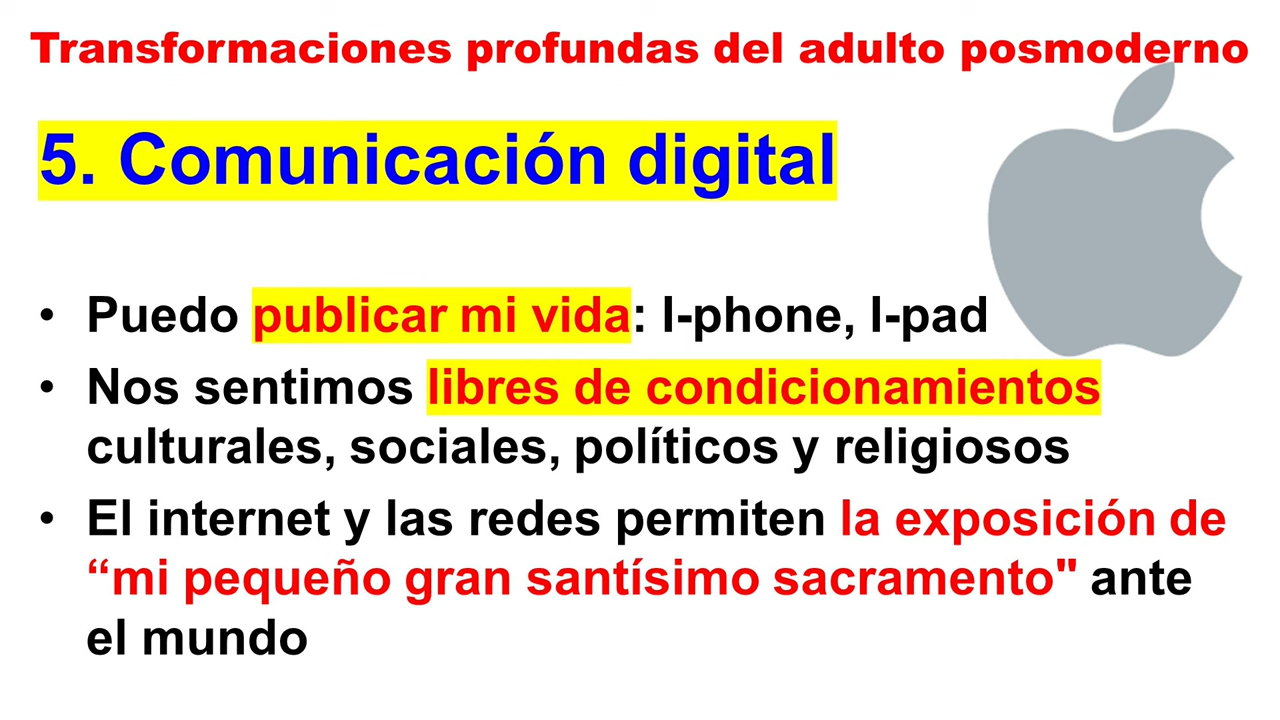 Transformaciones profundas del adulto posmoderno
5. Comunicación digital
• Puedo publicar mi vida: I-phone, I-pad
• Nos sentimos libres de condicionamientos
culturales, sociales, políticos y religiosos
• El internet y las redes permiten la exposición de
“mi pequeño gran santísimo sacramento" ante
el mundo